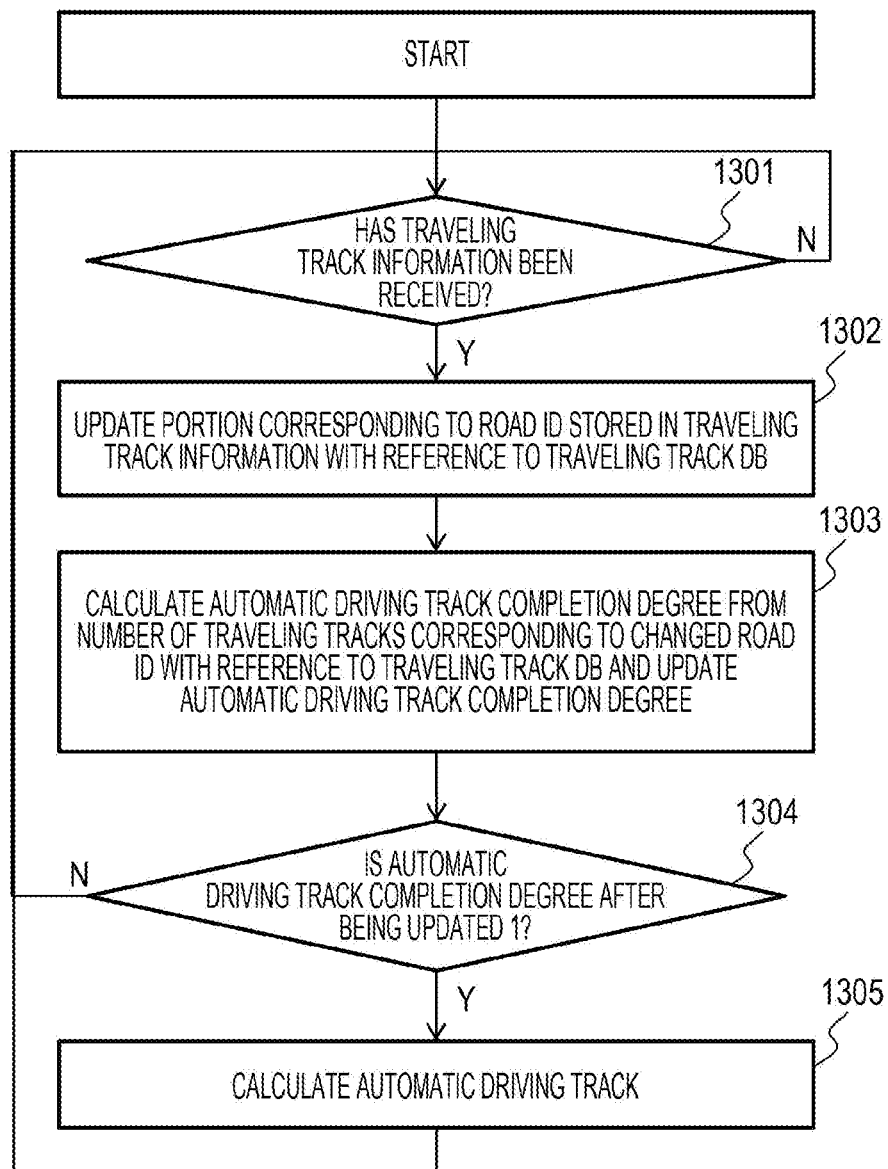 START
1301
HAS TRAVELING
TRACK INFORMATION BEEN
RECEIVED?
N
Y
1302
UPDATE PORTION CORRESPONDING TO ROAD ID STORED IN TRAVELING
TRACK INFORMATION WITH REFERENCE TO TRAVELING TRACK DB
1303
CALCULATE AUTOMATIC DRIVING TRACK COMPLETION DEGREE FROM
NUMBER OF TRAVELING TRACKS CORRESPONDING TO CHANGED ROAD
ID WITH REFERENCE TO TRAVELING TRACK DB AND UPDATE
AUTOMATIC DRIVING TRACK COMPLETION DEGREE
1304
N
IS AUTOMATIC
DRIVING TRACK COMPLETION DEGREE AFTER
BEING UPDATED 1?
Y
1305
CALCULATE AUTOMATIC DRIVING TRACK